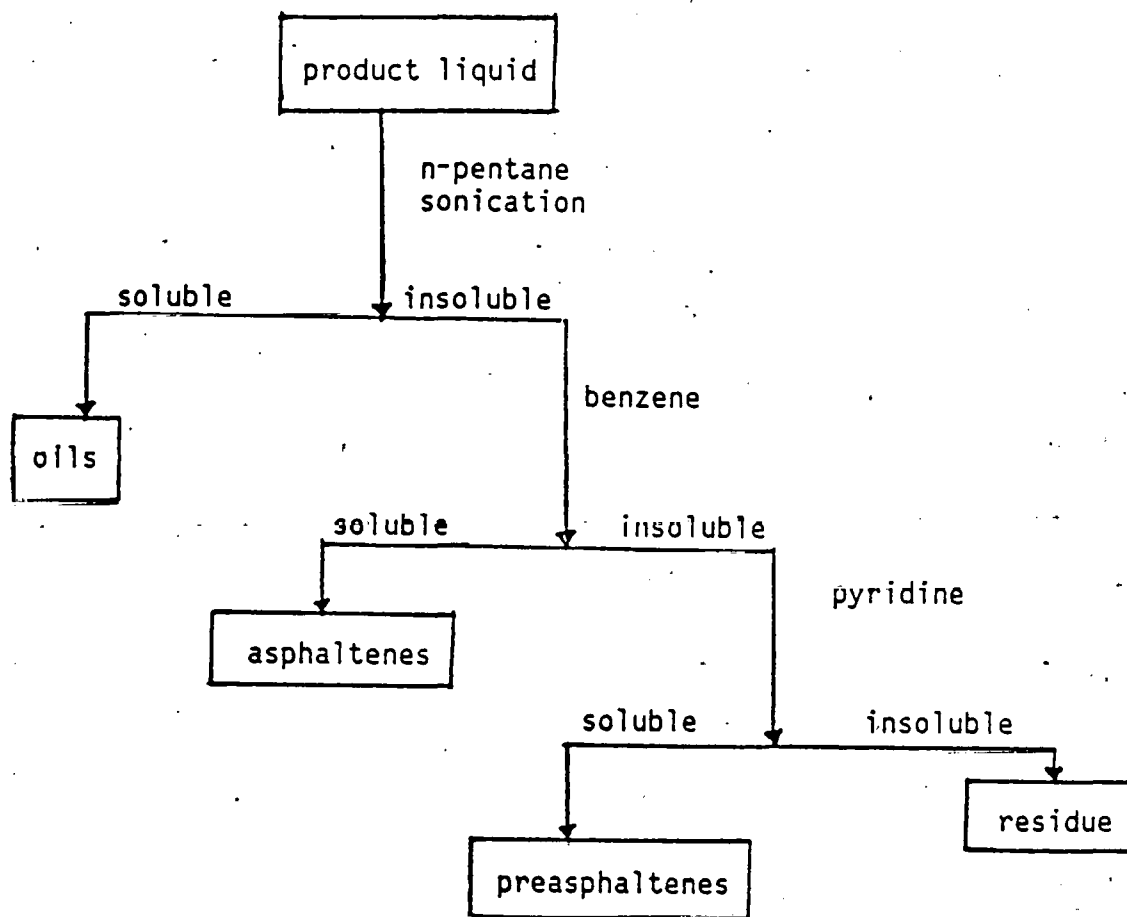 product liquid
n-pentane
sonication
soluble
insoluble
benzene
oils
soluble
insoluble
pyridine
asphaltenes
soluble
insoluble
residue
preasphaltenes